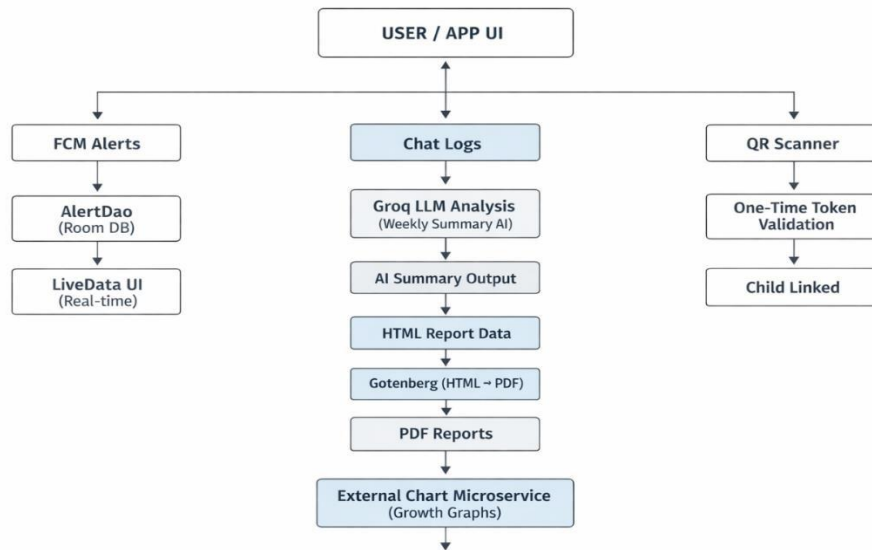 USER / APP UI
FCM Alerts
Chat Logs
QR Scanner
AlertDao
(Room DB)
Groq LLM Analysis
(Weekly Summary AI)
One-Time Token
Validation
LiveData UI
(Real-time)
AI Summary Output
Child Linked
HTML Report Data
Gotenberg (HTML → PDF)
PDF Reports
External Chart Microservice
(Growth Graphs)